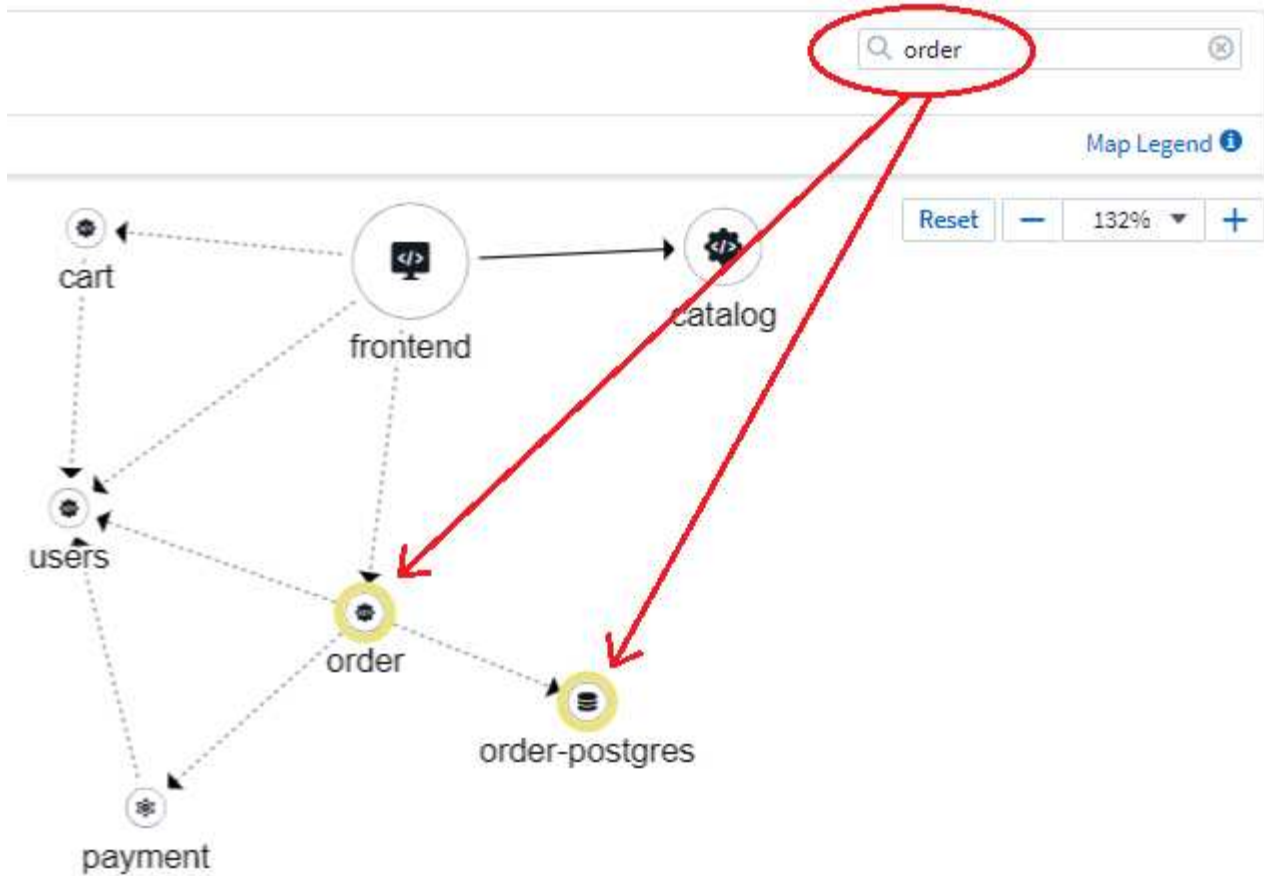 order
Map Legend
Reset
132%
cart
frontend
catalog
users
order
order-postgres
payment